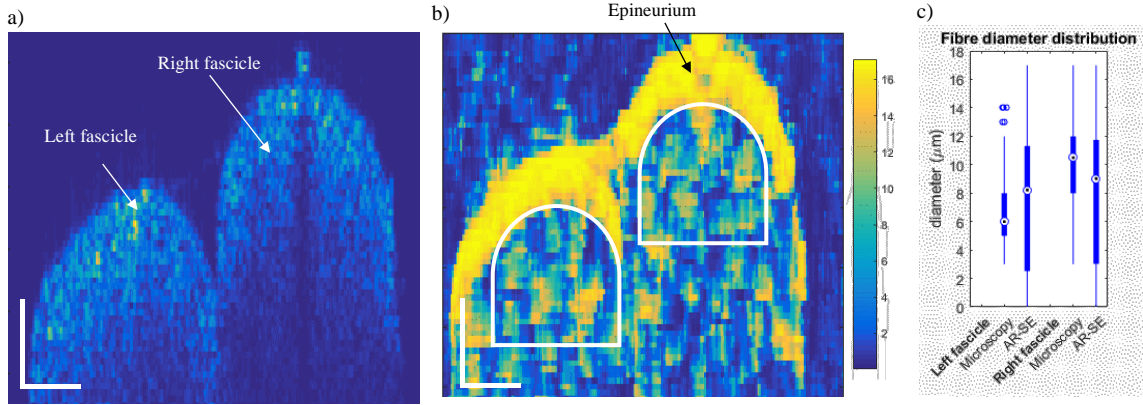 a)
Right fascicle
Left fascicle
b)
Epineurium
16
14
12
10
8
6
4
2
c)
Fibre diameter distribution
diameter (μm)
18
16
14
12
10
8
6
4
2
0
Left fascicle
Microscopy
AR-SE
Right fascicle
Microscopy
AR-SE